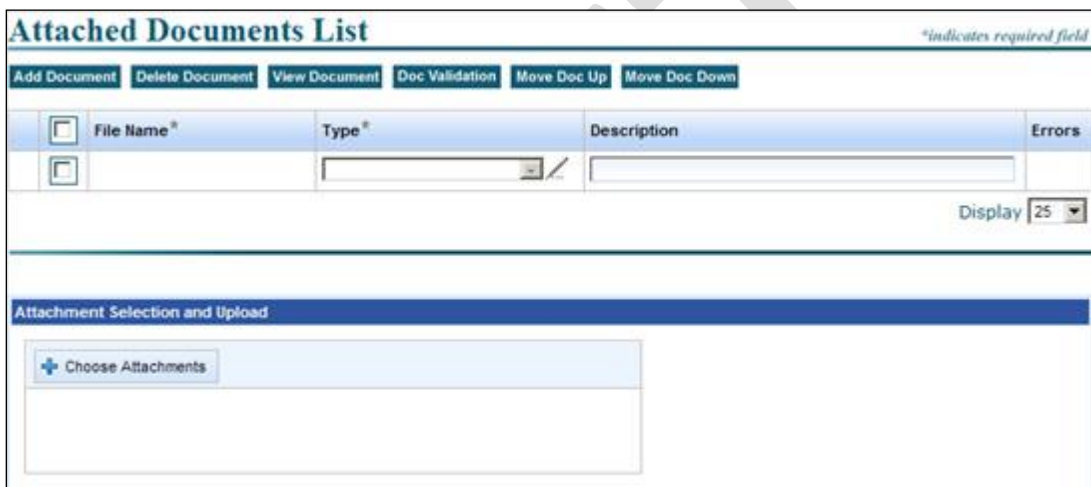 Attached Documents List *indicates required field
Add Document Delete Document View Document Doc Validation Move Doc Up Move Doc Down
File Name* Type* Description Errors
Display 25
Attachment Selection and Upload
Choose Attachments